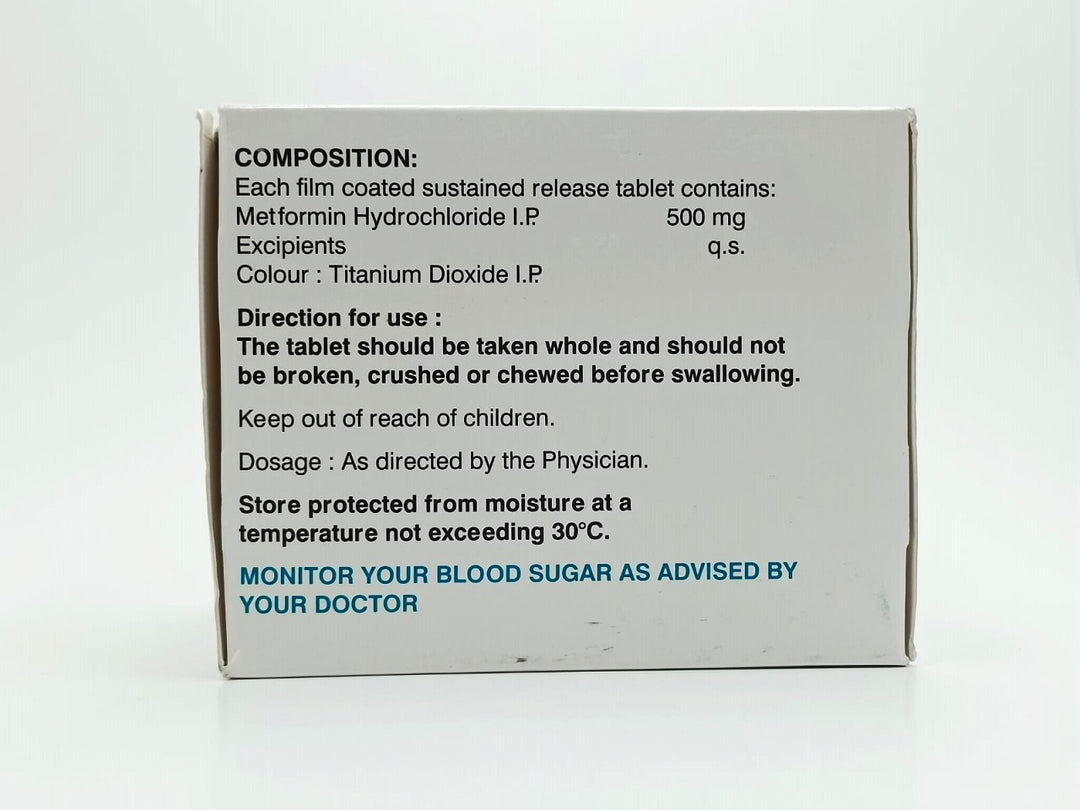 COMPOSITION:
Each film coated sustained release tablet contains:
Metformin Hydrochloride I.P. 500 mg
Excipients q.s.
Colour : Titanium Dioxide I.P.
Direction for use :
The tablet should be taken whole and should not
be broken, crushed or chewed before swallowing.
Keep out of reach of children.
Dosage : As directed by the Physician.
Store protected from moisture at a
temperature not exceeding 30°C.
MONITOR YOUR BLOOD SUGAR AS ADVISED BY
YOUR DOCTOR